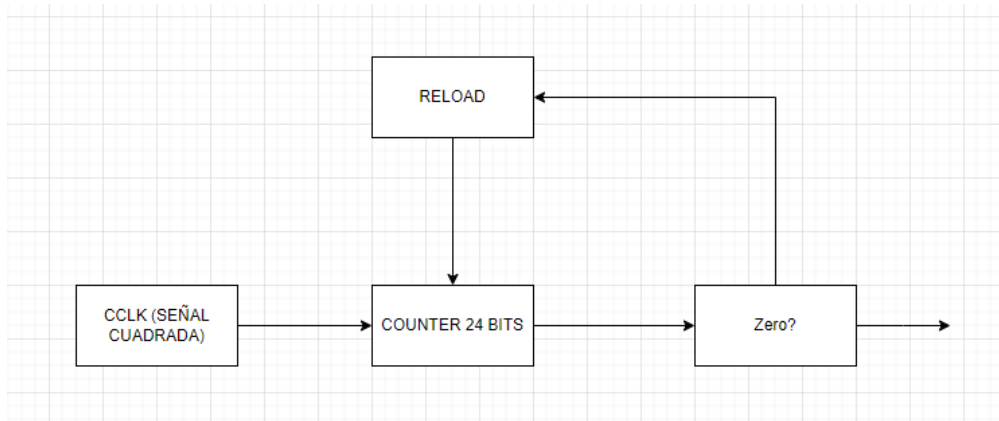 RELOAD
CCLK (SEÑAL
CUADRADA)
COUNTER 24 BITS
Zero?